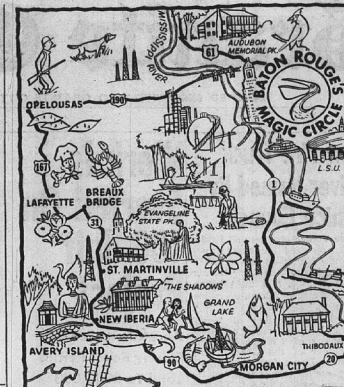 MISSISSIPPI
RIVER
61
AUDUBON
MEMORIAL PK.
BATON ROUGE'S
MAGIC CIRCLE
OPELOUSAS
190
167
L.S.U.
LAFAYETTE
BREAUX
BRIDGE
1
31
EVANGELINE
STATE PK.
ST. MARTINVILLE
"THE SHADOWS"
GRAND
LAKE
NEW IBERIA
AVERY ISLAND
90
MORGAN CITY
THIBODAUX
20